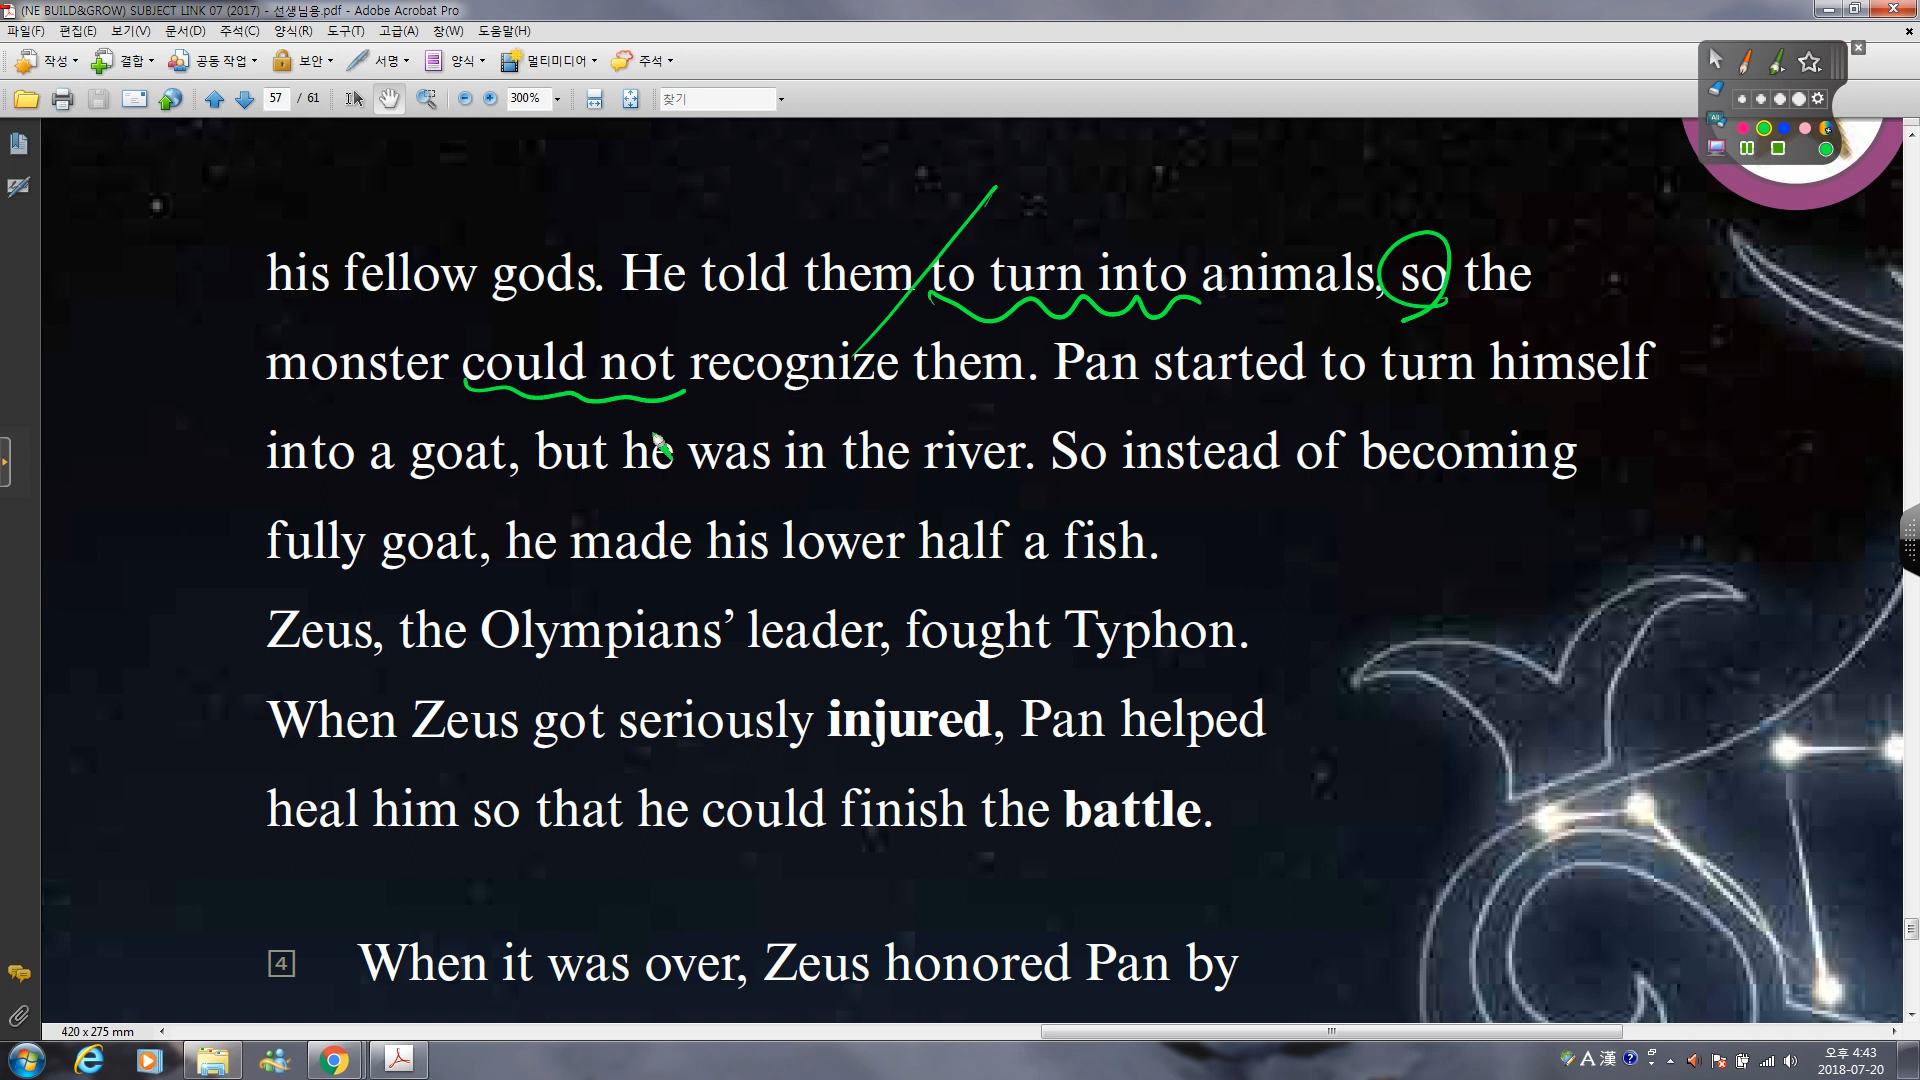 (NE BUILD&GROW) SUBJECT LINK 07 (2017) - 선생님용.pdf - Adobe Acrobat Pro
파일(F) 편집(E) 보기(V) 문서(D) 주석(C) 양식(R) 도구(T) 고급(A) 창(W) 도움말(H)
작성 결합 공동 작업 보안 서명 양식 멀티미디어 주석
57 / 61 300% 찾기
his fellow gods. He told them to turn into animals, so the
monster could not recognize them. Pan started to turn himself
into a goat, but he was in the river. So instead of becoming
fully goat, he made his lower half a fish.
Zeus, the Olympians’ leader, fought Typhon.
When Zeus got seriously injured, Pan helped
heal him so that he could finish the battle.
4 When it was over, Zeus honored Pan by
420 x 275 mm
A 漢
오후 4:43
2018-07-20